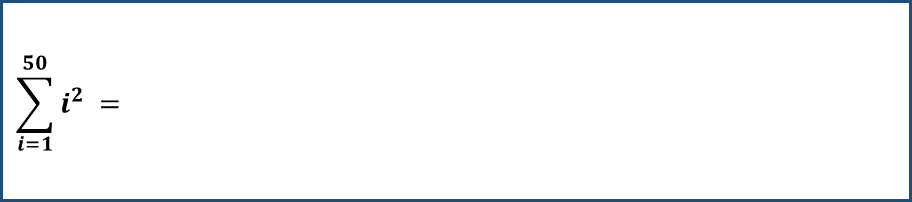 50
∑ i² =
i=1